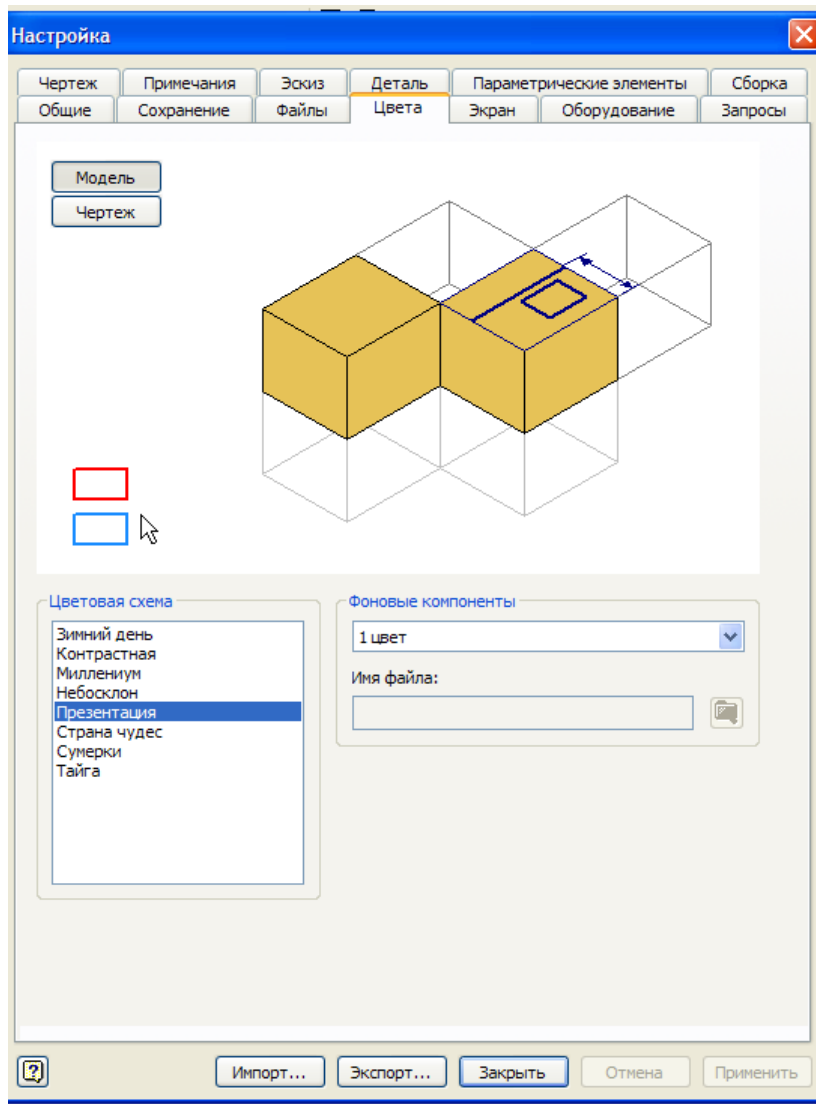 Настройка
Чертеж Примечания Эскиз Деталь Параметрические элементы Сборка
Общие Сохранение Файлы Цвета Экран Оборудование Запросы
Модель
Чертеж
Цветовая схема
Зимний день
Контрастная
Миллениум
Небосклон
Презентация
Страна чудес
Сумерки
Тайга
Фоновые компоненты
1 цвет
Имя файла:
Импорт... Экспорт... Закрыть Отмена Применить